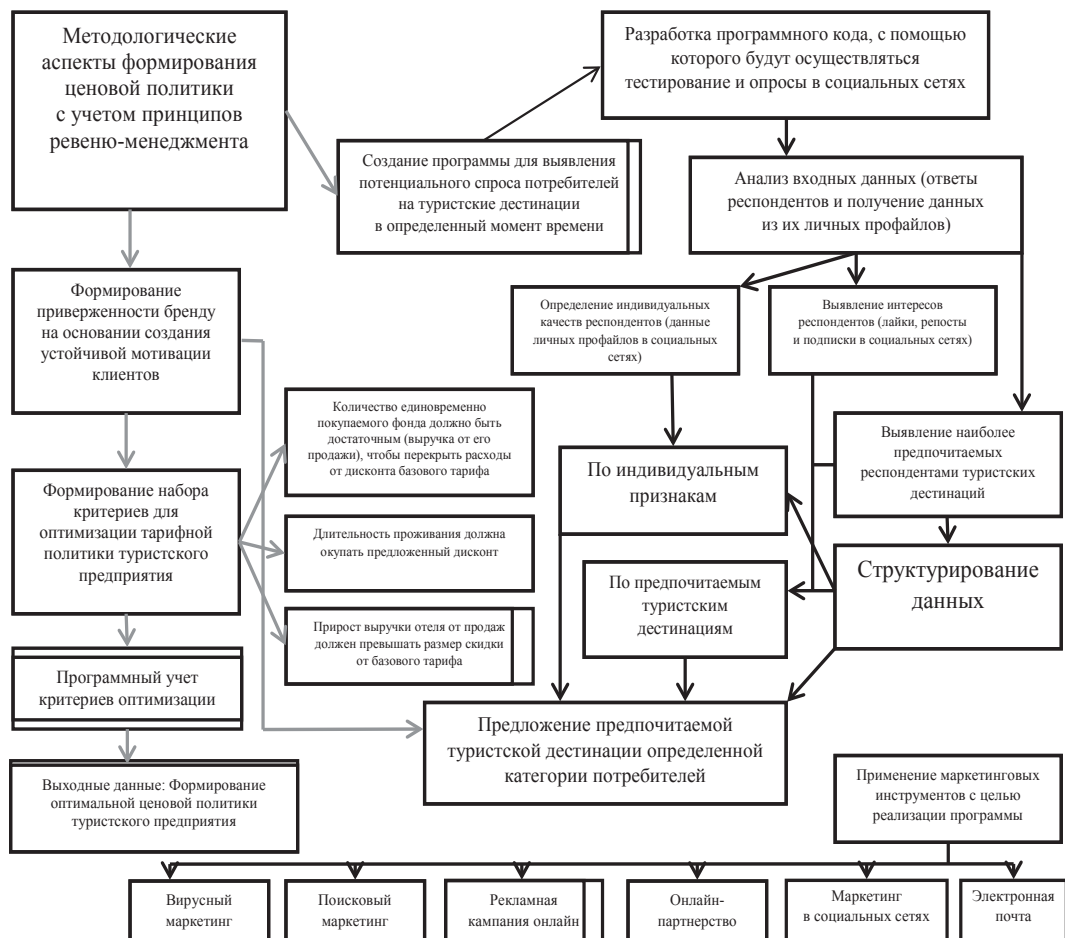 Методологические
аспекты формирования
ценовой политики
с учетом принципов
ревеню-менеджмента
Разработка программного кода, с помощью
которого будут осуществляться
тестирование и опросы в социальных сетях
Создание программы для выявления
потенциального спроса потребителей
на туристские дестинации
в определенный момент времени
Анализ входных данных (ответы
респондентов и получение данных
из их личных профайлов)
Формирование
приверженности бренду
на основании создания
устойчивой мотивации
клиентов
Определение индивидуальных
качеств респондентов (данные
личных профайлов в социальных
сетях)
Выявление интересов
респондентов (лайки, репосты
и подписки в социальных сетях)
Количество единовременно
покупаемого фонда должно быть
достаточным (выручка от его
продажи), чтобы перекрыть расходы
от дисконта базового тарифа
По индивидуальным
признакам
Выявление наиболее
предпочитаемых
респондентами туристских
дестинаций
Формирование набора
критериев для
оптимизации тарифной
политики туристского
предприятия
Длительность проживания должна
окупать предложенный дисконт
По предпочитаемым
туристским
дестинациям
Структурирование
данных
Прирост выручки отеля от продаж
должен превышать размер скидки
от базового тарифа
Программный учет
критериев оптимизации
Предложение предпочитаемой
туристской дестинации определенной
категории потребителей
Выходные данные: Формирование
оптимальной ценовой политики
туристского предприятия
Применение маркетинговых
инструментов с целью
реализации программы
Вирусный
маркетинг
Поисковый
маркетинг
Рекламная
кампания онлайн
Онлайн-
партнерство
Маркетинг
в социальных сетях
Электронная
почта